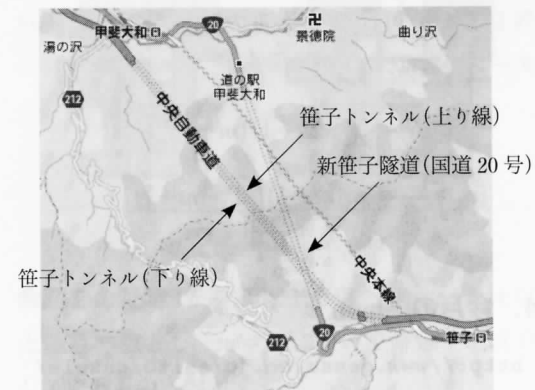 20
卍
景徳院
曲り沢
甲斐大和
湯の沢
道の駅
甲斐大和
212
中央自動車道
笹子トンネル(上り線)
新笹子隧道(国道 20 号)
笹子トンネル(下り線)
中央本線
20
212
笹子